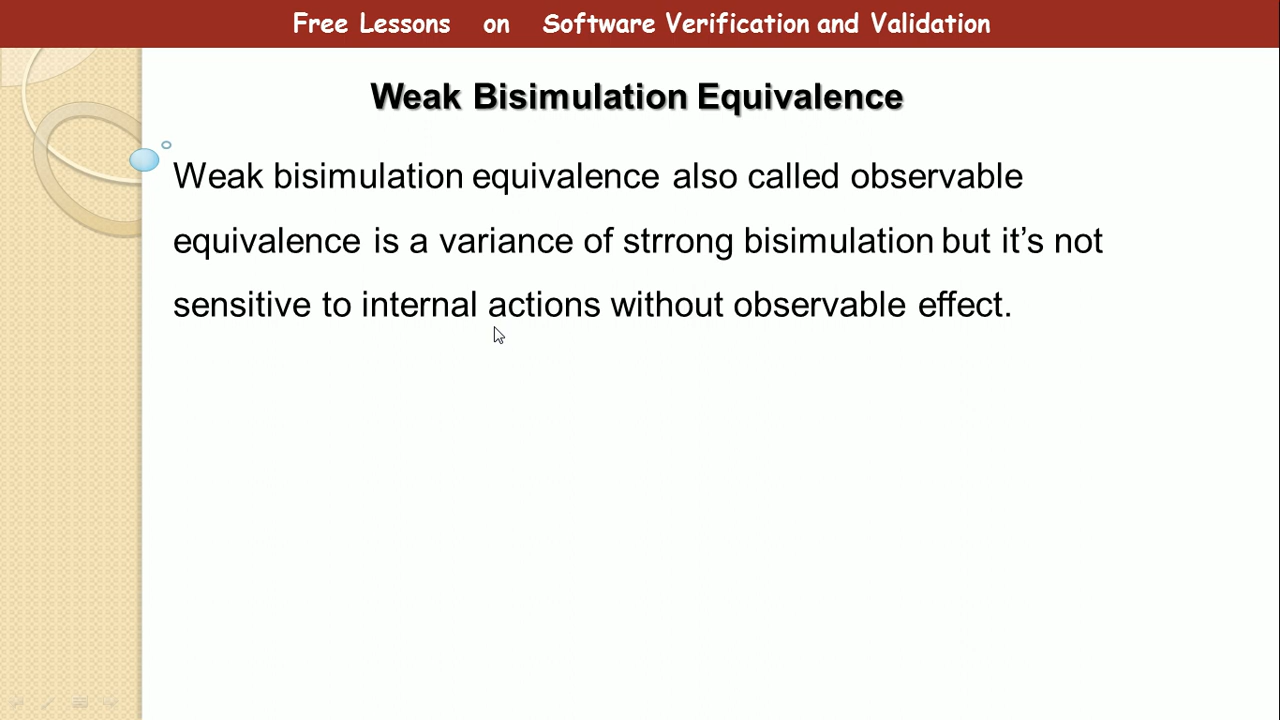 Free Lessons on Software Verification and Validation
Weak Bisimulation Equivalence
Weak bisimulation equivalence also called observable
equivalence is a variance of strrong bisimulation but it’s not
sensitive to internal actions without observable effect.